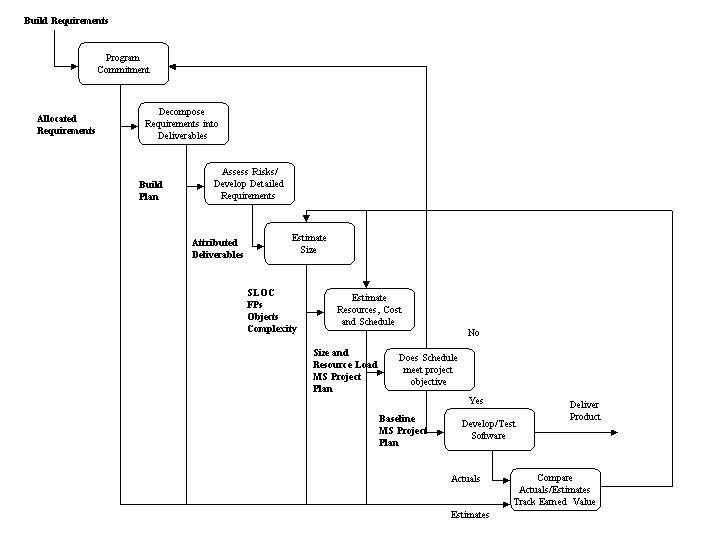 Build Requirements
Program
Commitment
Allocated
Requirements
Decompose
Requirements into
Deliverables
Build
Plan
Assess Risks/
Develop Detailed
Requirements
Attributed
Deliverables
Estimate
Size
SLOC
FPs
Objects
Complexity
Estimate
Resources, Cost
and Schedule
No
Size and
Resource Load
MS Project
Plan
Does Schedule
meet project
objective
Yes
Deliver
Product
Baseline
MS Project
Plan
Develop/Test
Software
Actuals
Compare
Actuals/Estimates
Track Earned Value
Estimates